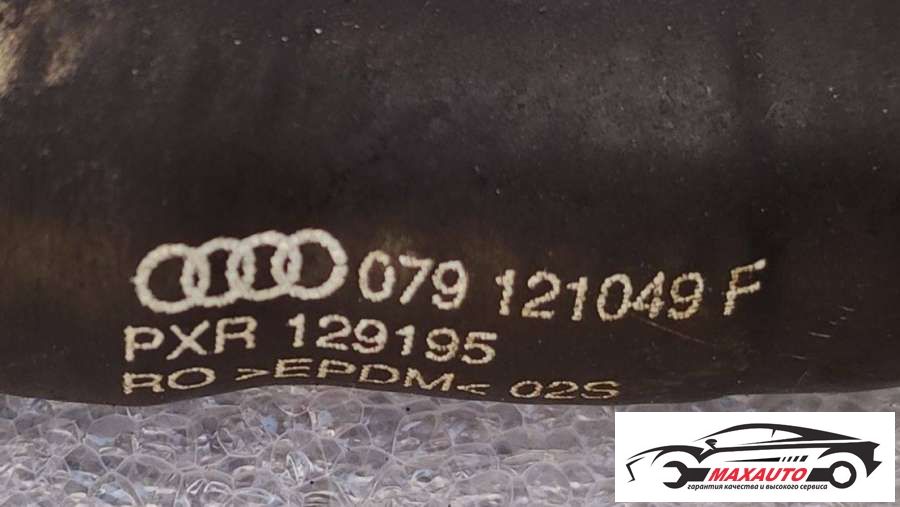 079 121049 F
PXR 129195
RO >EPDM< 02S
MAXAUTO
гарантия качества и высокого сервиса